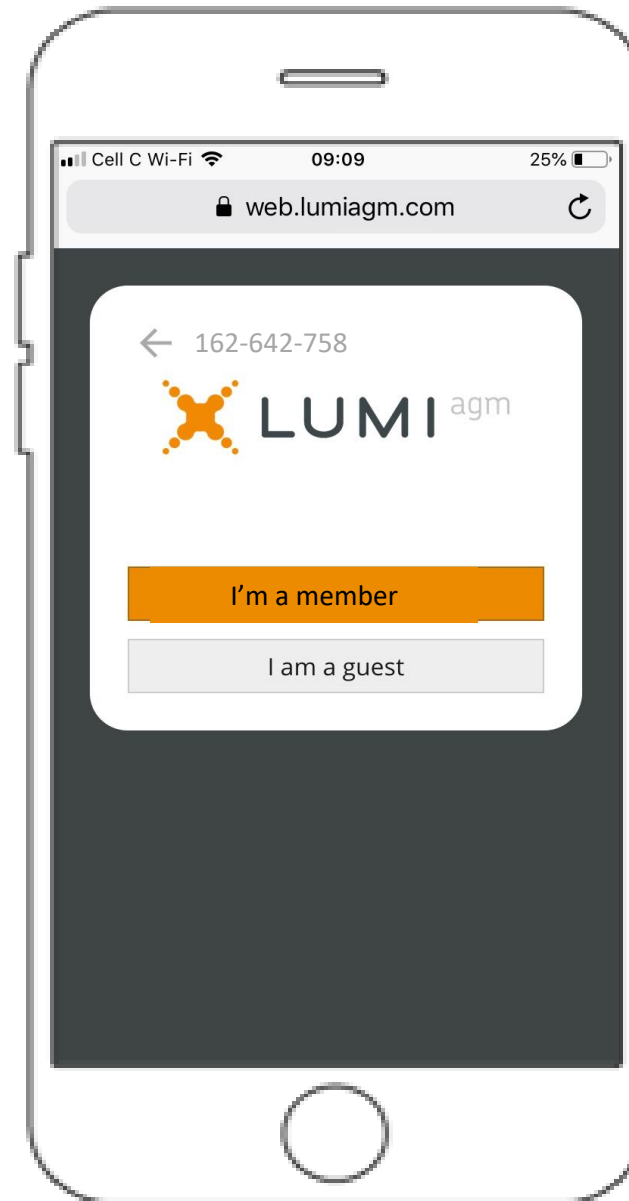 Cell C Wi-Fi 09:09 25%
web.lumiagm.com
162-642-758
LUMI agm
I’m a member
I am a guest